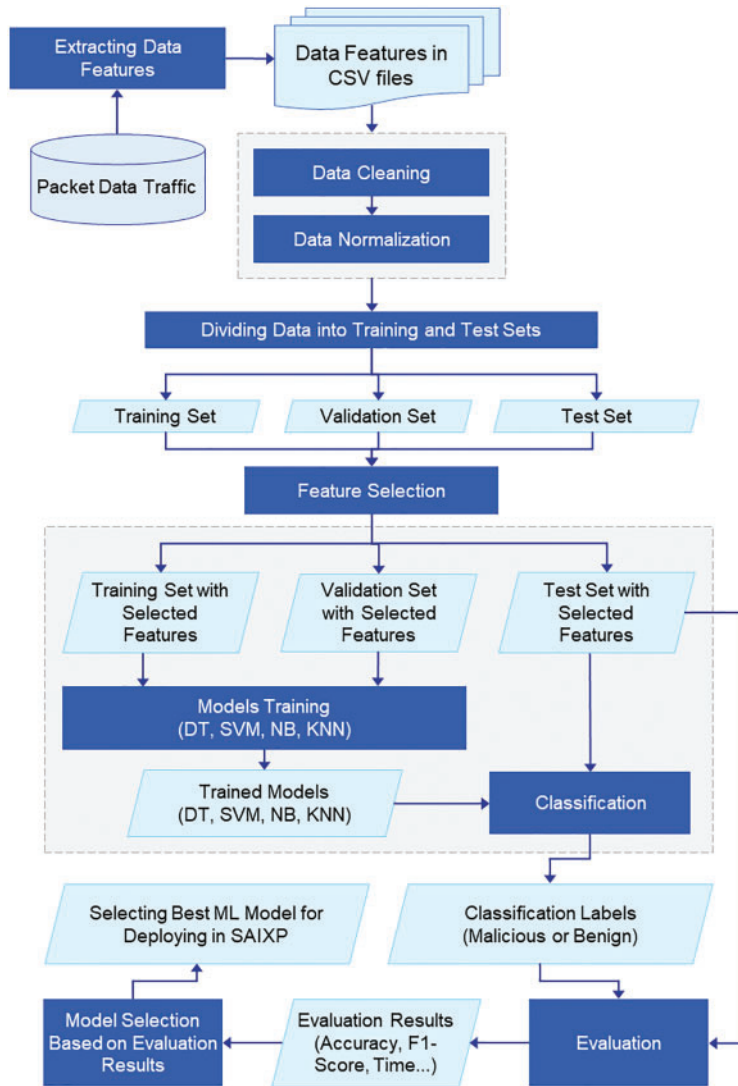 Extracting Data
Features
Data Features in
CSV files
Packet Data Traffic
Data Cleaning
Data Normalization
Dividing Data into Training and Test Sets
Training Set
Validation Set
Test Set
Feature Selection
Training Set with
Selected
Features
Validation Set
with Selected
Features
Test Set with
Selected
Features
Models Training
(DT, SVM, NB, KNN)
Trained Models
(DT, SVM, NB, KNN)
Classification
Selecting Best ML Model for
Deploying in SAIXP
Classification Labels
(Malicious or Benign)
Model Selection
Based on Evaluation
Results
Evaluation Results
(Accuracy, F1-
Score, Time...)
Evaluation